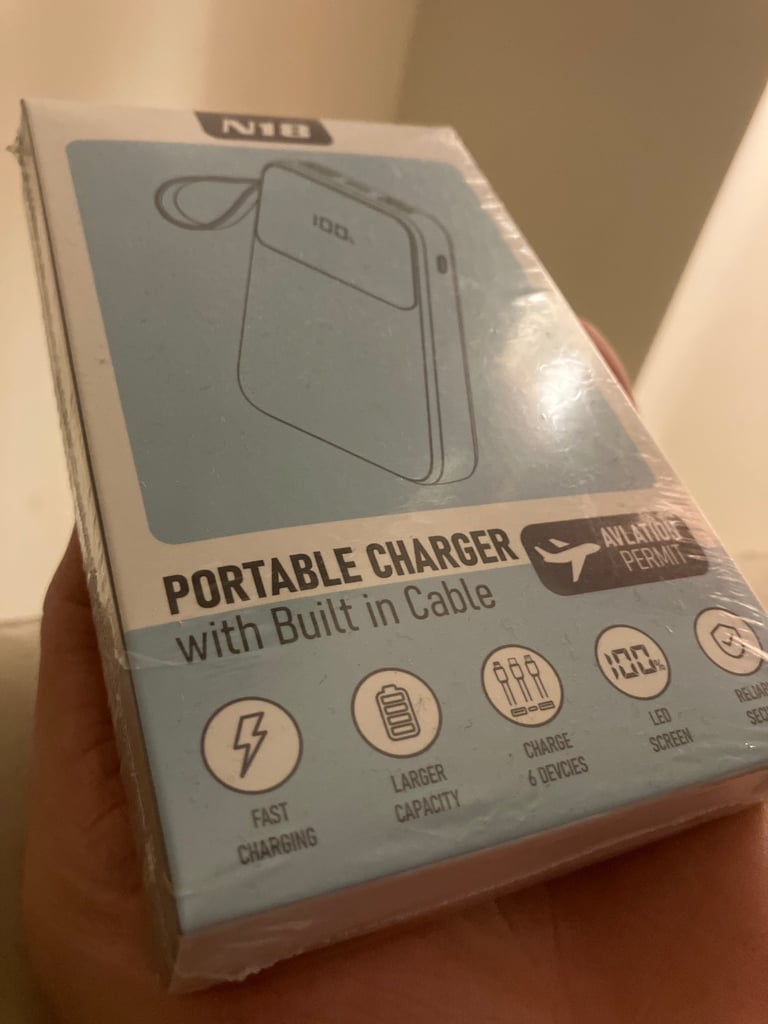 N18
100%
PORTABLE CHARGER
with Built in Cable
AVLATIOE
PERMIT
FAST
CHARGING
LARGER
CAPACITY
CHARGE
6 DEVCIES
100%
LED
SCREEN